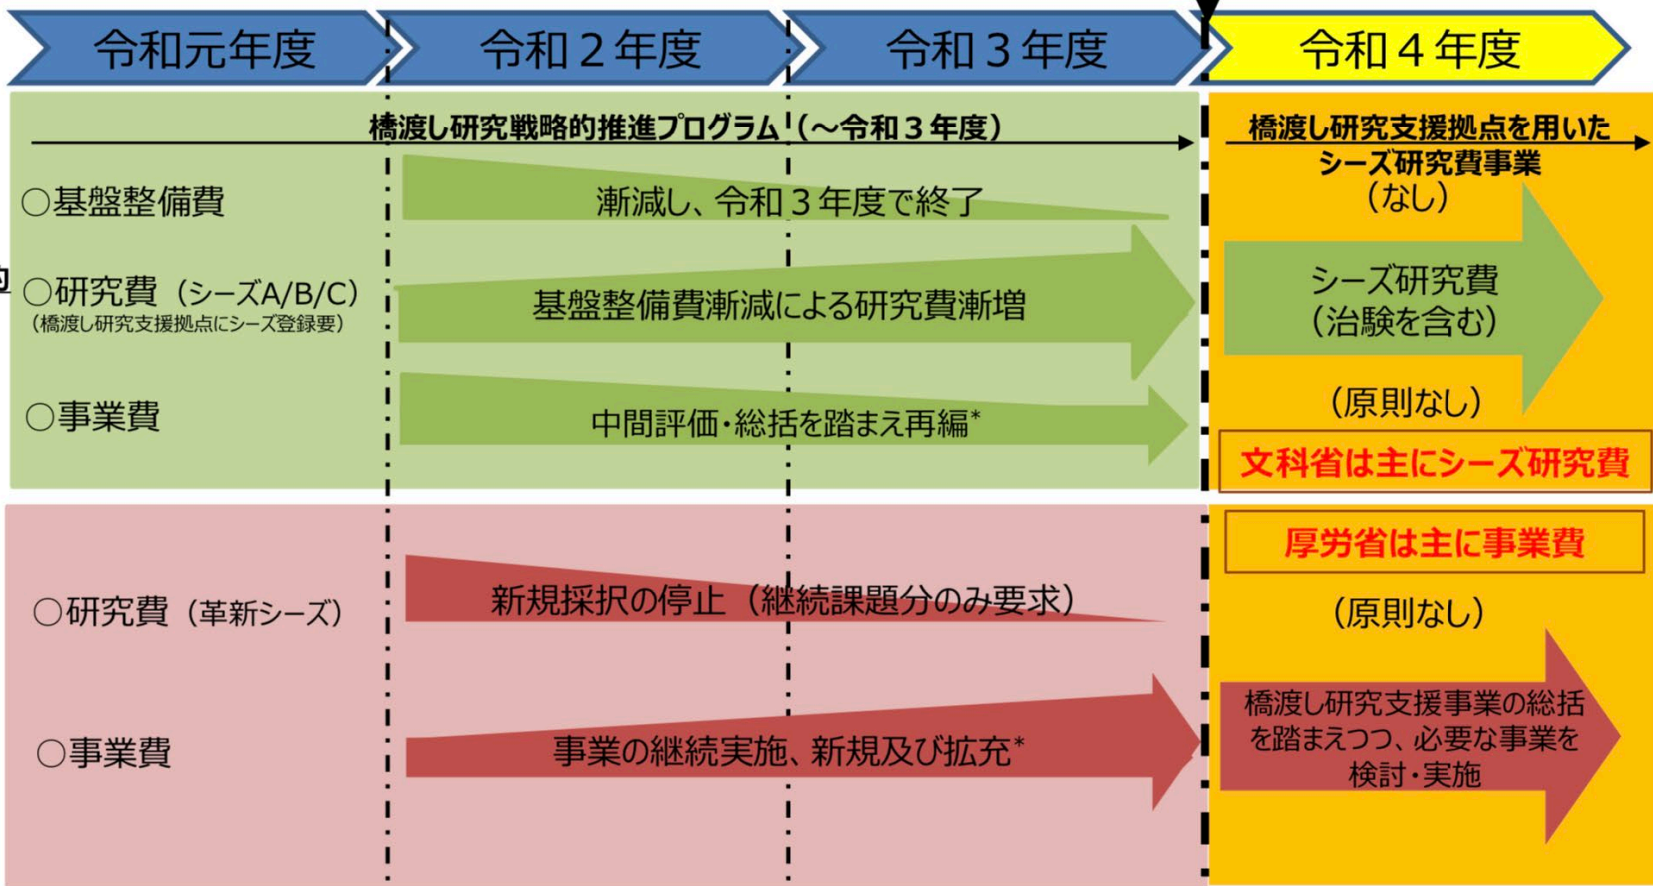 令和元年度
令和２年度
令和３年度
令和４年度
橋渡し研究戦略的推進プログラム（～令和３年度）
橋渡し研究支援拠点を用いた
シーズ研究費事業
○基盤整備費
漸減し、令和３年度で終了
（なし）
的
○研究費（シーズA/B/C）
（橋渡し研究支援拠点にシーズ登録要）
基盤整備費漸減による研究費漸増
シーズ研究費
（治験を含む）
○事業費
中間評価・総括を踏まえ再編*
（原則なし）
文科省は主にシーズ研究費
厚労省は主に事業費
○研究費（革新シーズ）
新規採択の停止（継続課題分のみ要求）
（原則なし）
○事業費
事業の継続実施、新規及び拡充*
橋渡し研究支援事業の総括
を踏まえつつ、必要な事業を
検討・実施